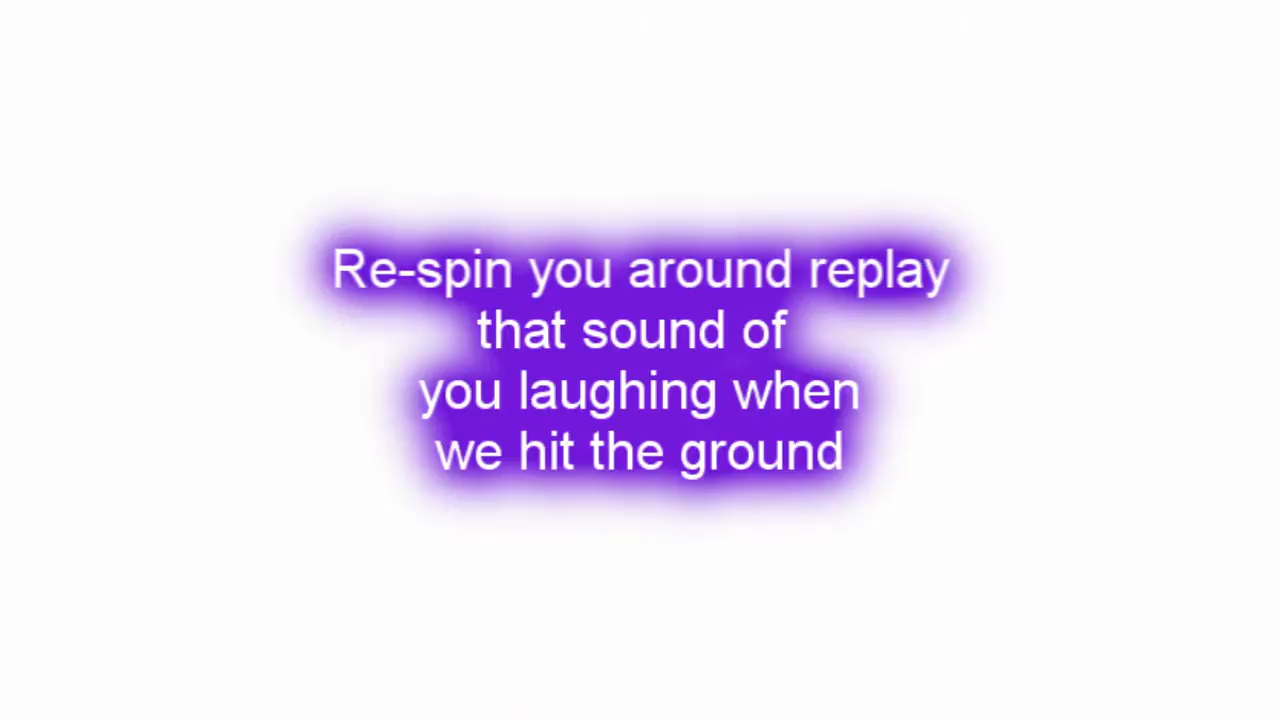 Re-spin you around replay
that sound of
you laughing when
we hit the ground